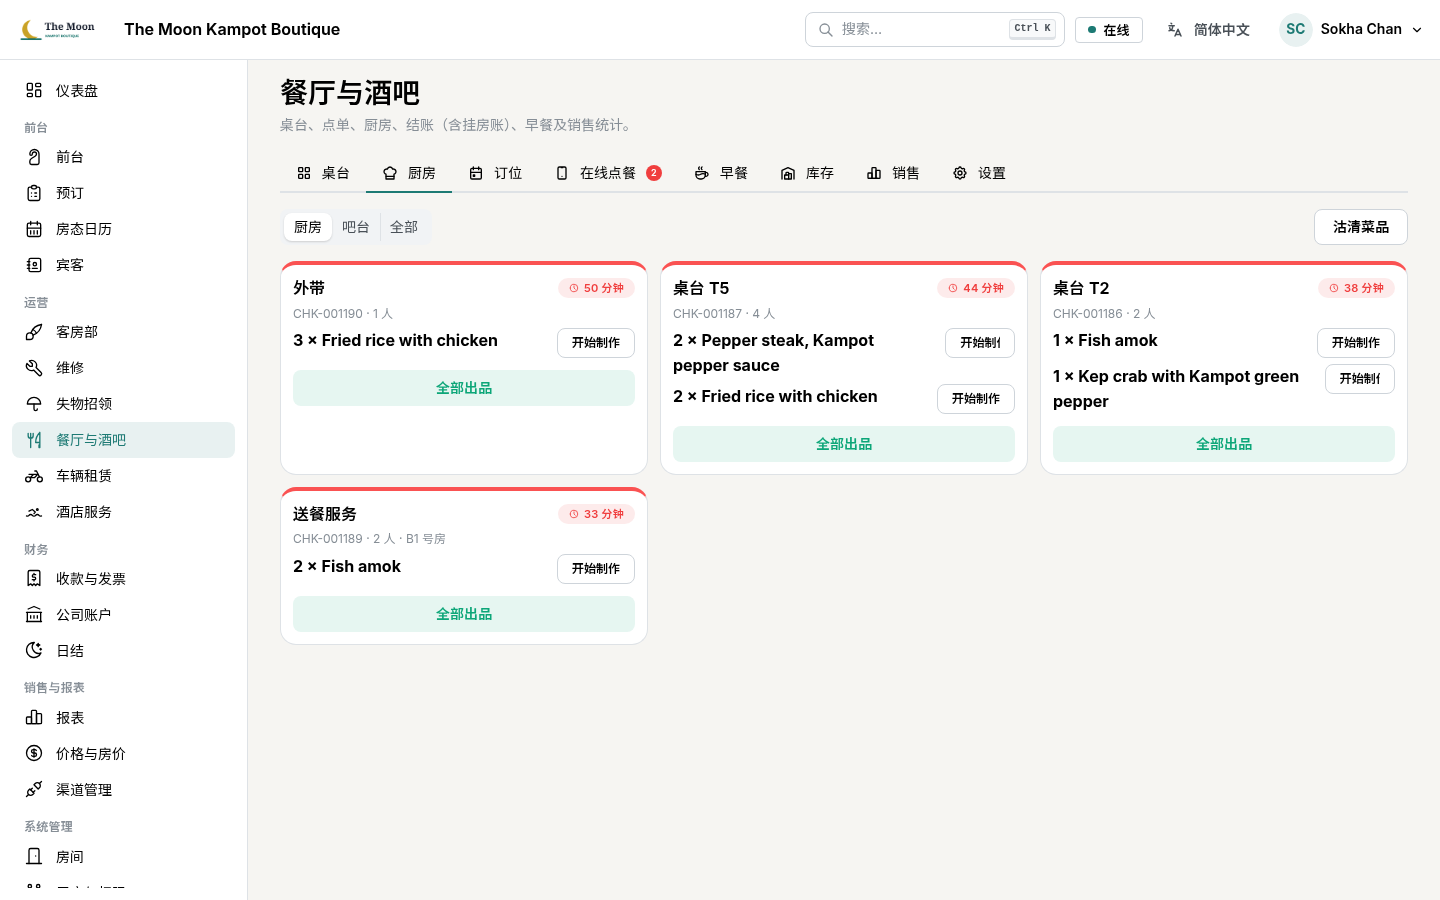 The Moon
KAMPOT BOUTIQUE
The Moon Kampot Boutique
搜索...
Ctrl K
在线
简体中文
SC
Sokha Chan
仪表盘
前台
前台
预订
房态日历
宾客
运营
客房部
维修
失物招领
餐厅与酒吧
车辆租赁
酒店服务
财务
收款与发票
公司账户
日结
销售与报表
报表
价格与房价
渠道管理
系统管理
房间
餐厅与酒吧
桌台、点单、厨房、结账（含挂房账）、早餐及销售统计。
桌台
厨房
订位
在线点餐
2
早餐
库存
销售
设置
厨房
吧台
全部
沽清菜品
外带
50 分钟
CHK-001190 · 1 人
3 × Fried rice with chicken
开始制作
全部出品
桌台 T5
44 分钟
CHK-001187 · 4 人
2 × Pepper steak, Kampot
pepper sauce
开始制
2 × Fried rice with chicken
开始制作
全部出品
桌台 T2
38 分钟
CHK-001186 · 2 人
1 × Fish amok
开始制作
1 × Kep crab with Kampot green
pepper
开始制
全部出品
送餐服务
33 分钟
CHK-001189 · 2 人 · B1 号房
2 × Fish amok
开始制作
全部出品